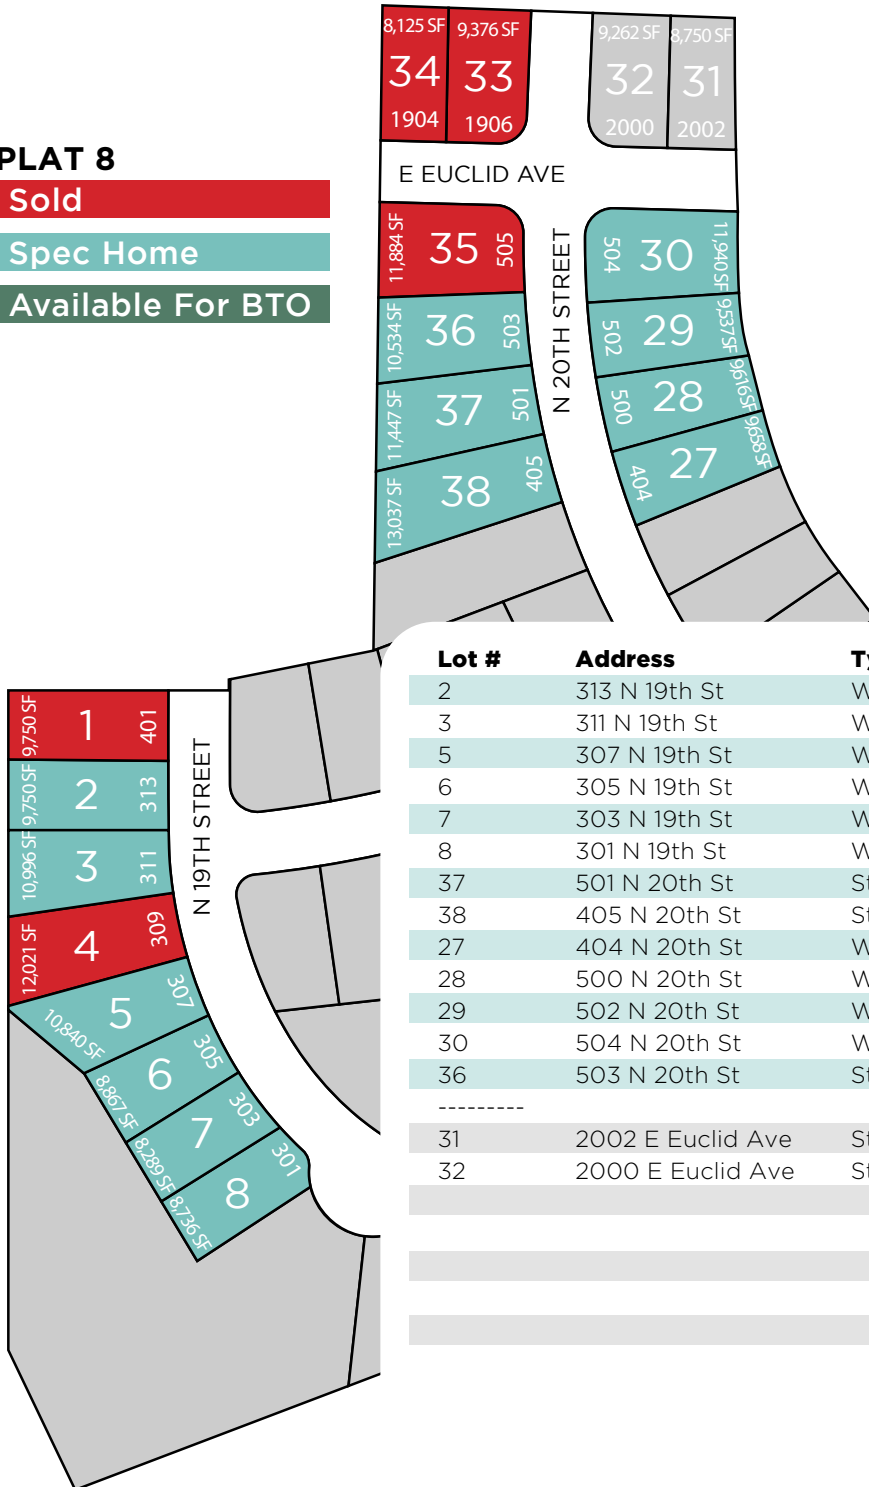 PLAT 8
Sold
Spec Home
Available For BTO
8,125 SF
34
1904
9,376 SF
33
1906
9,262 SF
32
2000
8,750 SF
31
2002
E EUCLID AVE
N 20TH STREET
11,884 SF
35
505
10,534 SF
36
503
11,447 SF
37
501
13,037 SF
38
405
504
30
11,940 SF
502
29
9,537 SF
500
28
9,616 SF
404
27
9,658 SF
9,750 SF
1
401
9,750 SF
2
313
10,996 SF
3
311
12,021 SF
4
309
10,840 SF
5
307
8,867 SF
6
305
8,289 SF
7
303
8,736 SF
8
301
N 19TH STREET
Lot # Address Ty
2 313 N 19th St W
3 311 N 19th St W
5 307 N 19th St W
6 305 N 19th St W
7 303 N 19th St W
8 301 N 19th St W
37 501 N 20th St St
38 405 N 20th St St
27 404 N 20th St W
28 500 N 20th St W
29 502 N 20th St W
30 504 N 20th St W
36 503 N 20th St St
---------
31 2002 E Euclid Ave St
32 2000 E Euclid Ave St